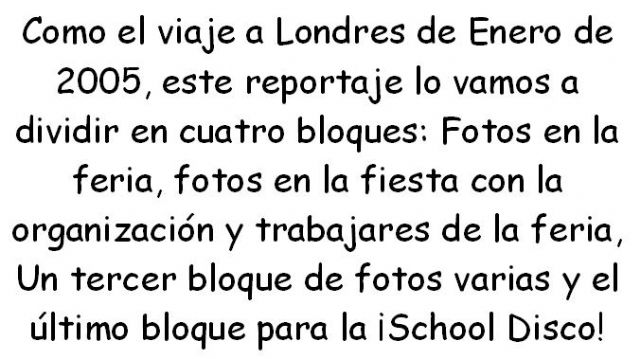 Como el viaje a Londres de Enero de
2005, este reportaje lo vamos a
dividir en cuatro bloques: Fotos en la
feria, fotos en la fiesta con la
organización y trabajares de la feria,
Un tercer bloque de fotos varias y el
último bloque para la ¡School Disco!